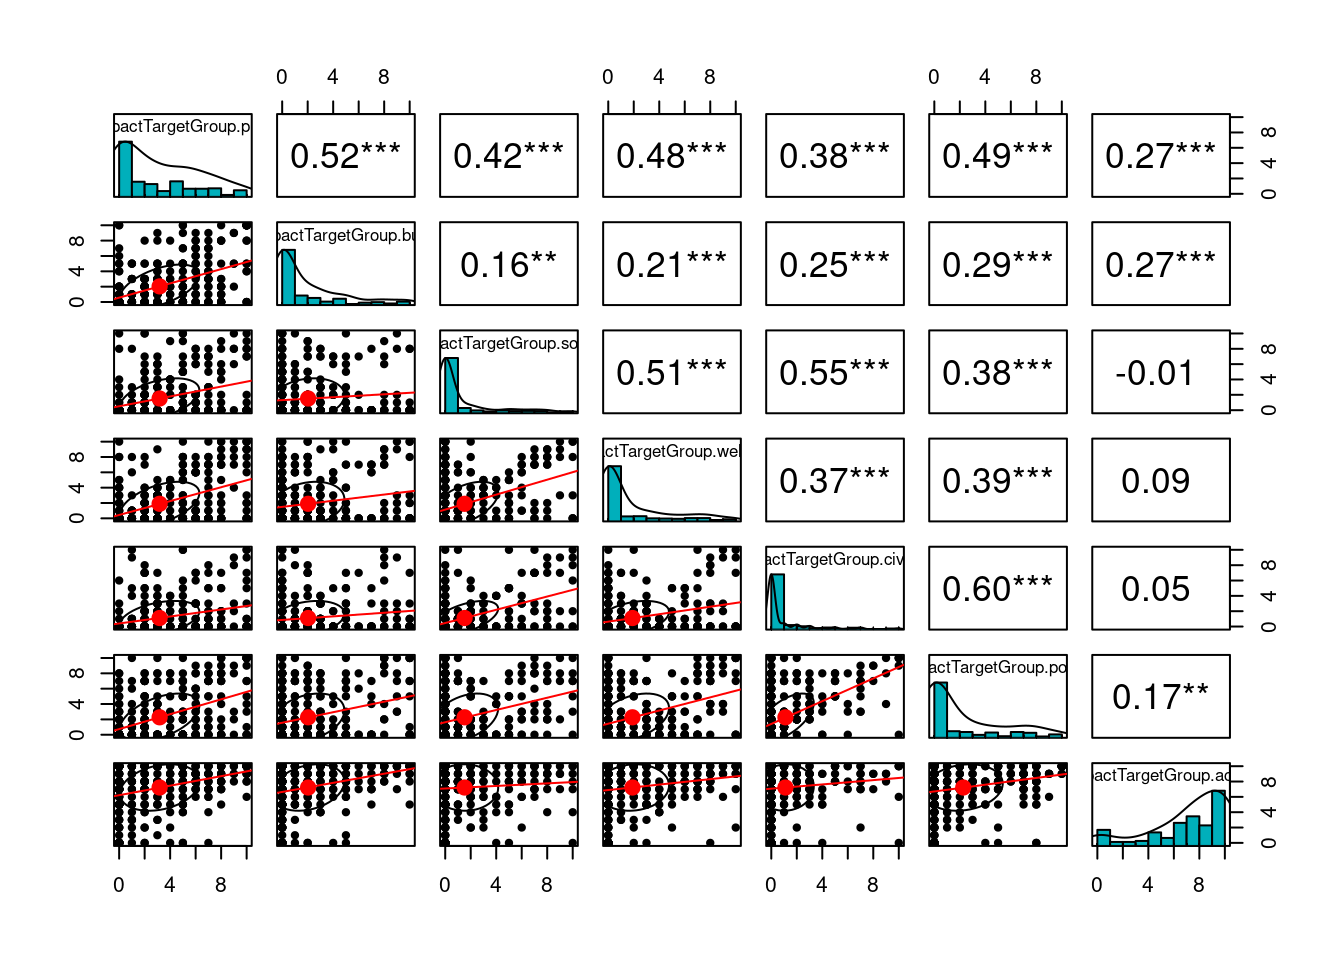 0 4 8 0 4 8 0 4 8
pactTargetGroup.p 0.52*** 0.42*** 0.48*** 0.38*** 0.49*** 0.27*** 0 4 8
0 4 8 pactTargetGroup.bu 0.16** 0.21*** 0.25*** 0.29*** 0.27***
actTargetGroup.so 0.51*** 0.55*** 0.38*** -0.01 0 4 8
0 4 8 actTargetGroup.wel 0.37*** 0.39*** 0.09
actTargetGroup.civ 0.60*** 0.05 0 4 8
0 4 8 actTargetGroup.po 0.17**
pactTargetGroup.ac 0 4 8
0 4 8 0 4 8 0 4 8 0 4 8